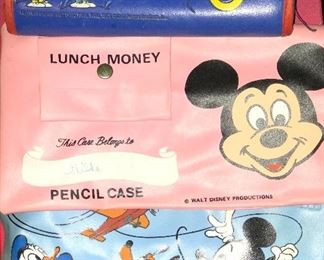 LUNCH MONEY
This Case Belongs to
PENCIL CASE
© WALT DISNEY PRODUCTIONS